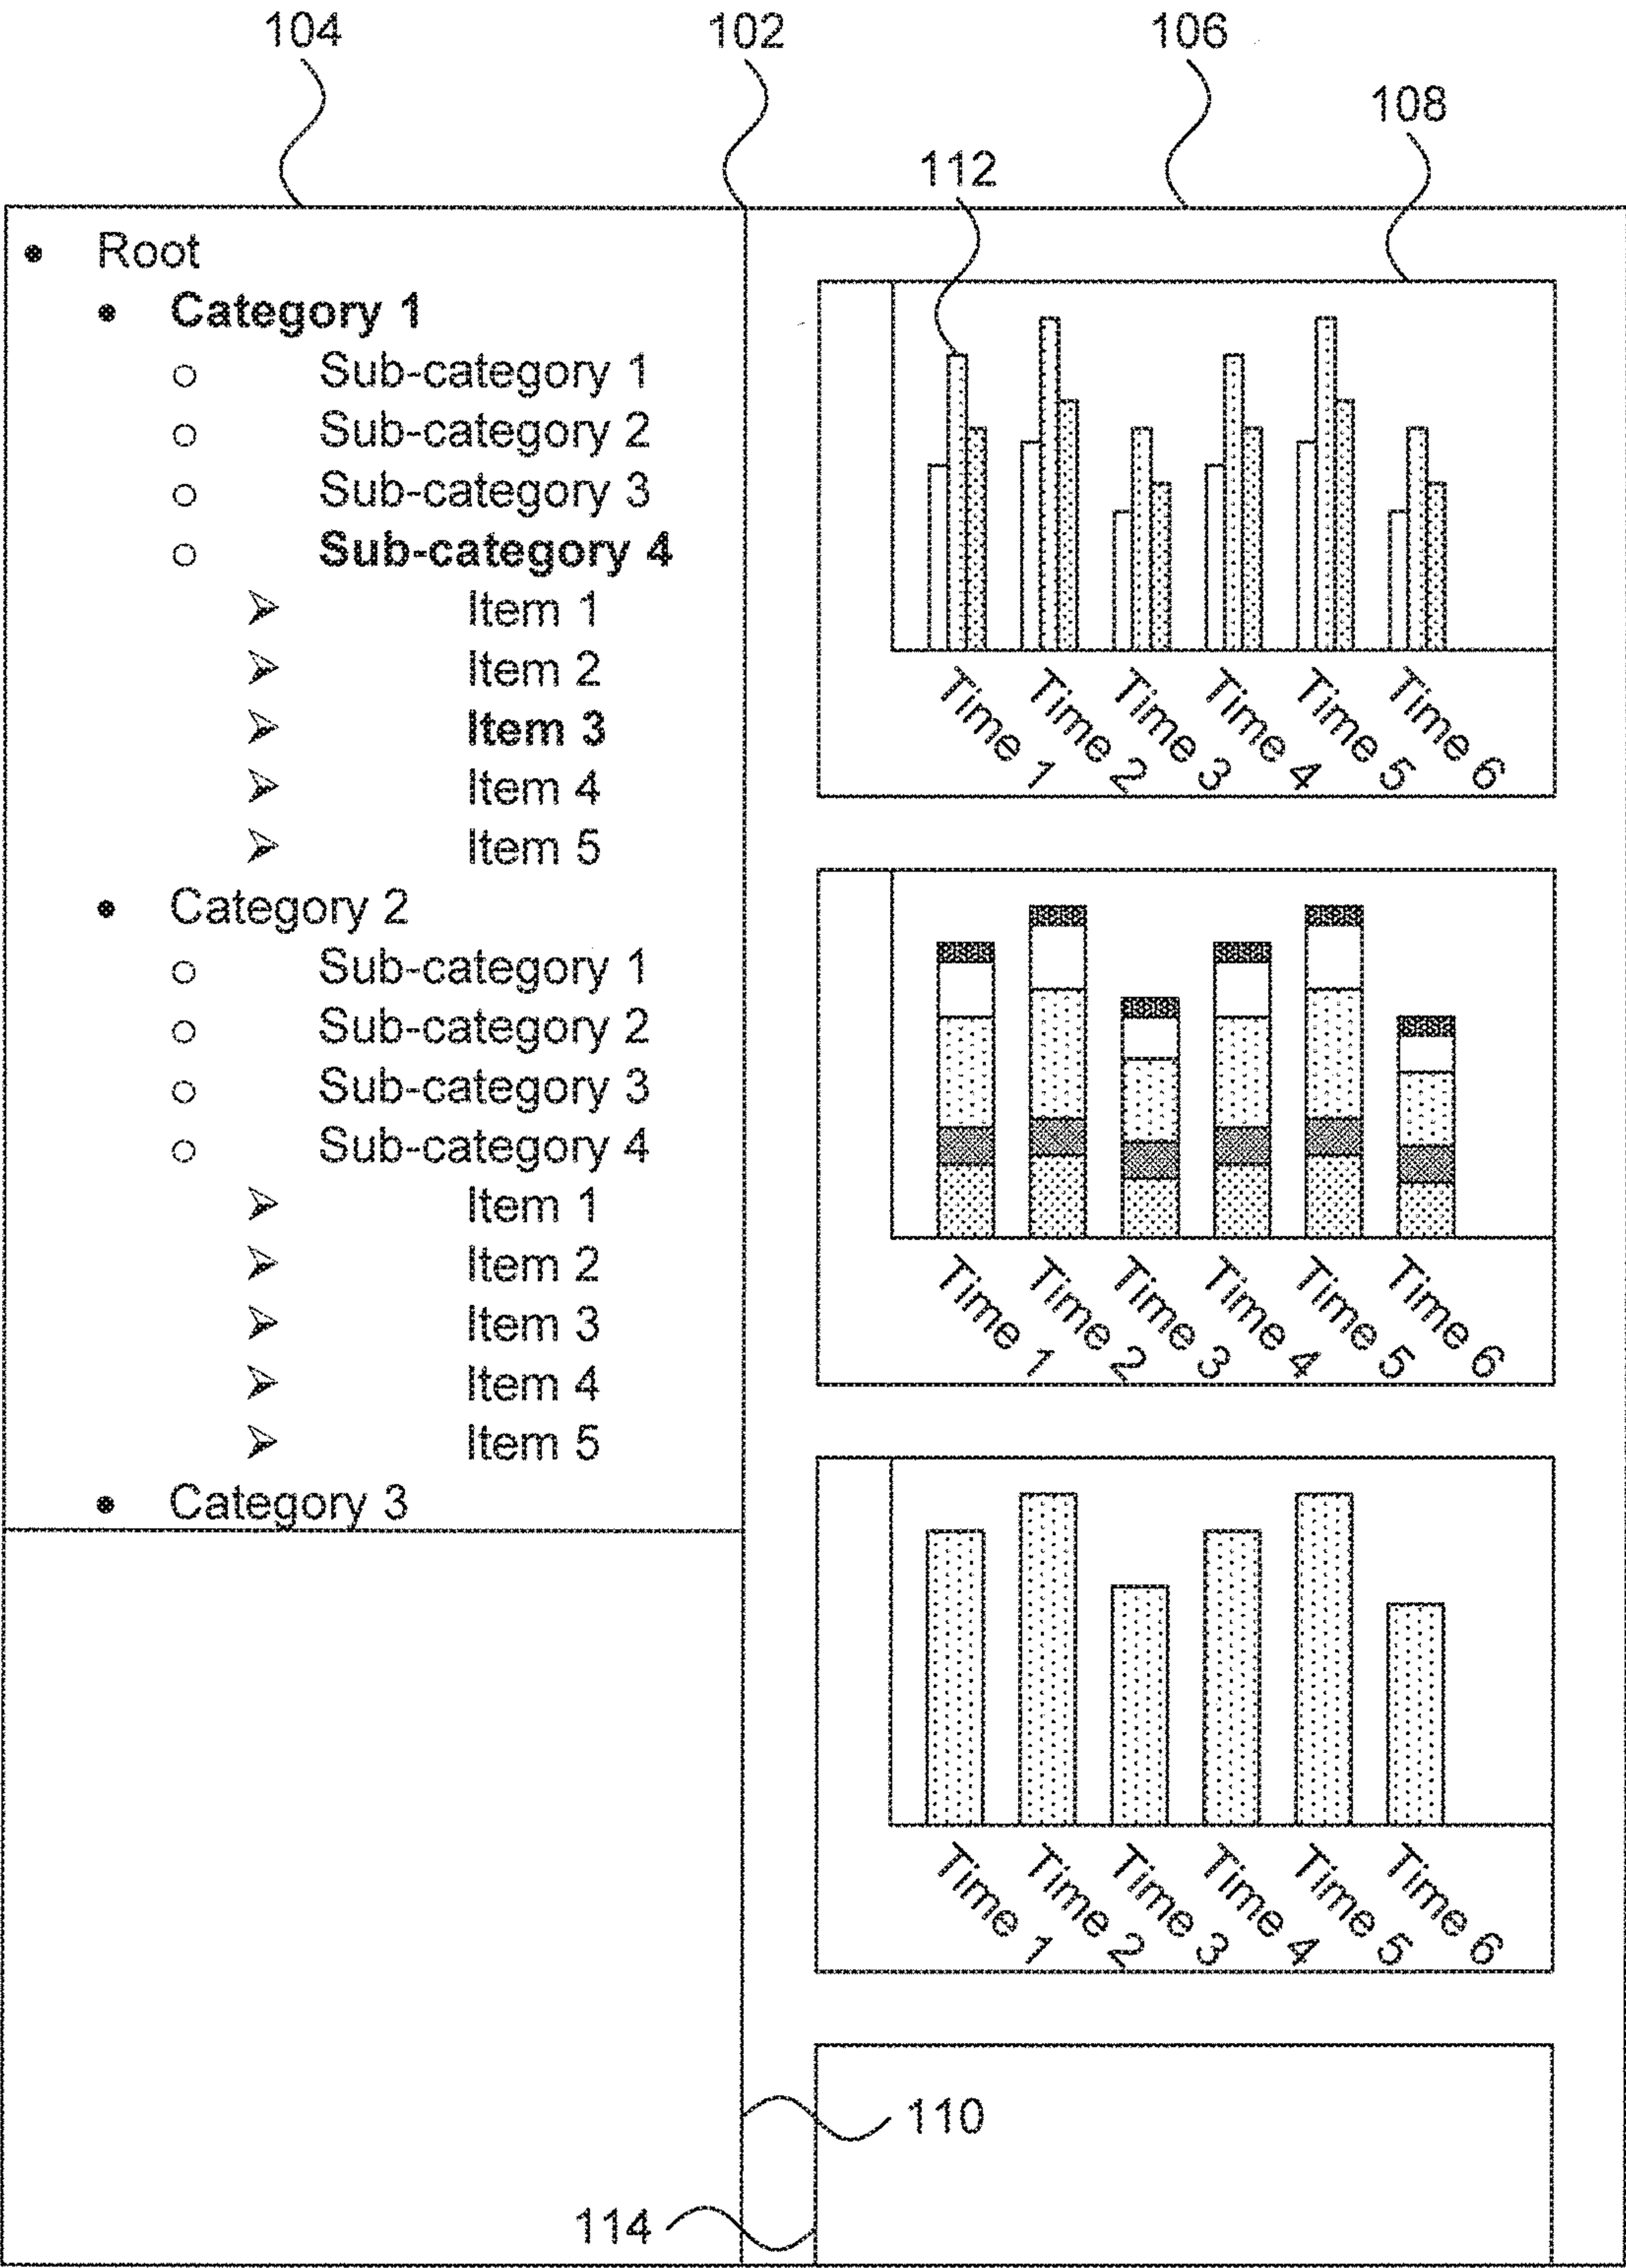 104
102
106
108
112
• Root
• Category 1
○ Sub-category 1
○ Sub-category 2
○ Sub-category 3
○ Sub-category 4
➢ Item 1
➢ Item 2
➢ Item 3
➢ Item 4
➢ Item 5
• Category 2
○ Sub-category 1
○ Sub-category 2
○ Sub-category 3
○ Sub-category 4
➢ Item 1
➢ Item 2
➢ Item 3
➢ Item 4
➢ Item 5
• Category 3
Time 1
Time 2
Time 3
Time 4
Time 5
Time 6
Time 1
Time 2
Time 3
Time 4
Time 5
Time 6
Time 1
Time 2
Time 3
Time 4
Time 5
Time 6
110
114